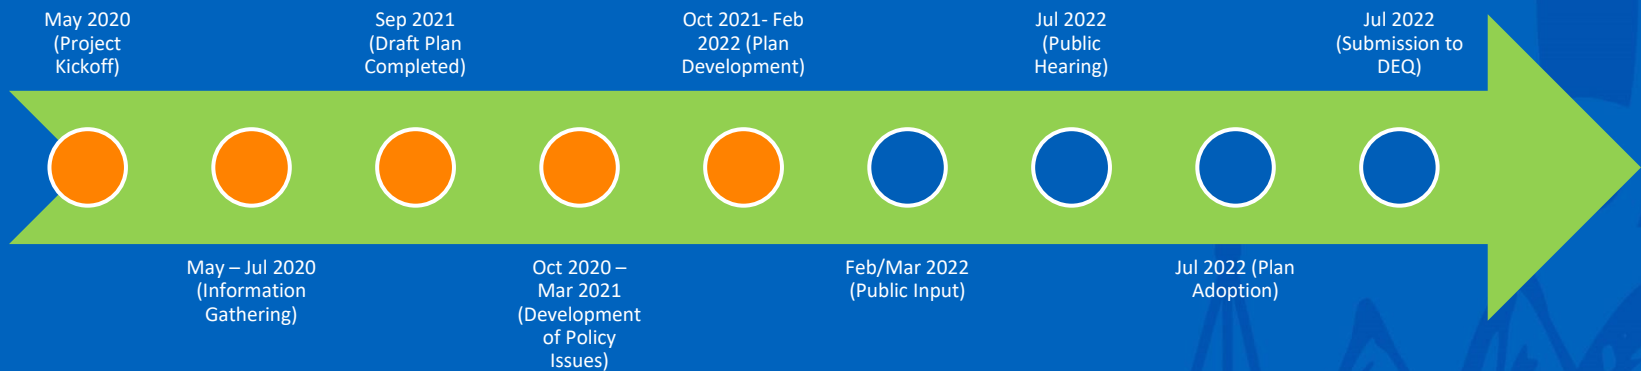 May 2020
(Project
Kickoff)
May – Jul 2020
(Information
Gathering)
Sep 2021
(Draft Plan
Completed)
Oct 2020 –
Mar 2021
(Development
of Policy
Issues)
Oct 2021- Feb
2022 (Plan
Development)
Feb/Mar 2022
(Public Input)
Jul 2022
(Public
Hearing)
Jul 2022 (Plan
Adoption)
Jul 2022
(Submission to
DEQ)